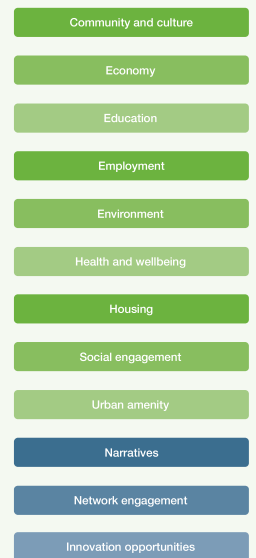 Community and culture
Economy
Education
Employment
Environment
Health and wellbeing
Housing
Social engagement
Urban amenity
Narratives
Network engagement
Innovation opportunities